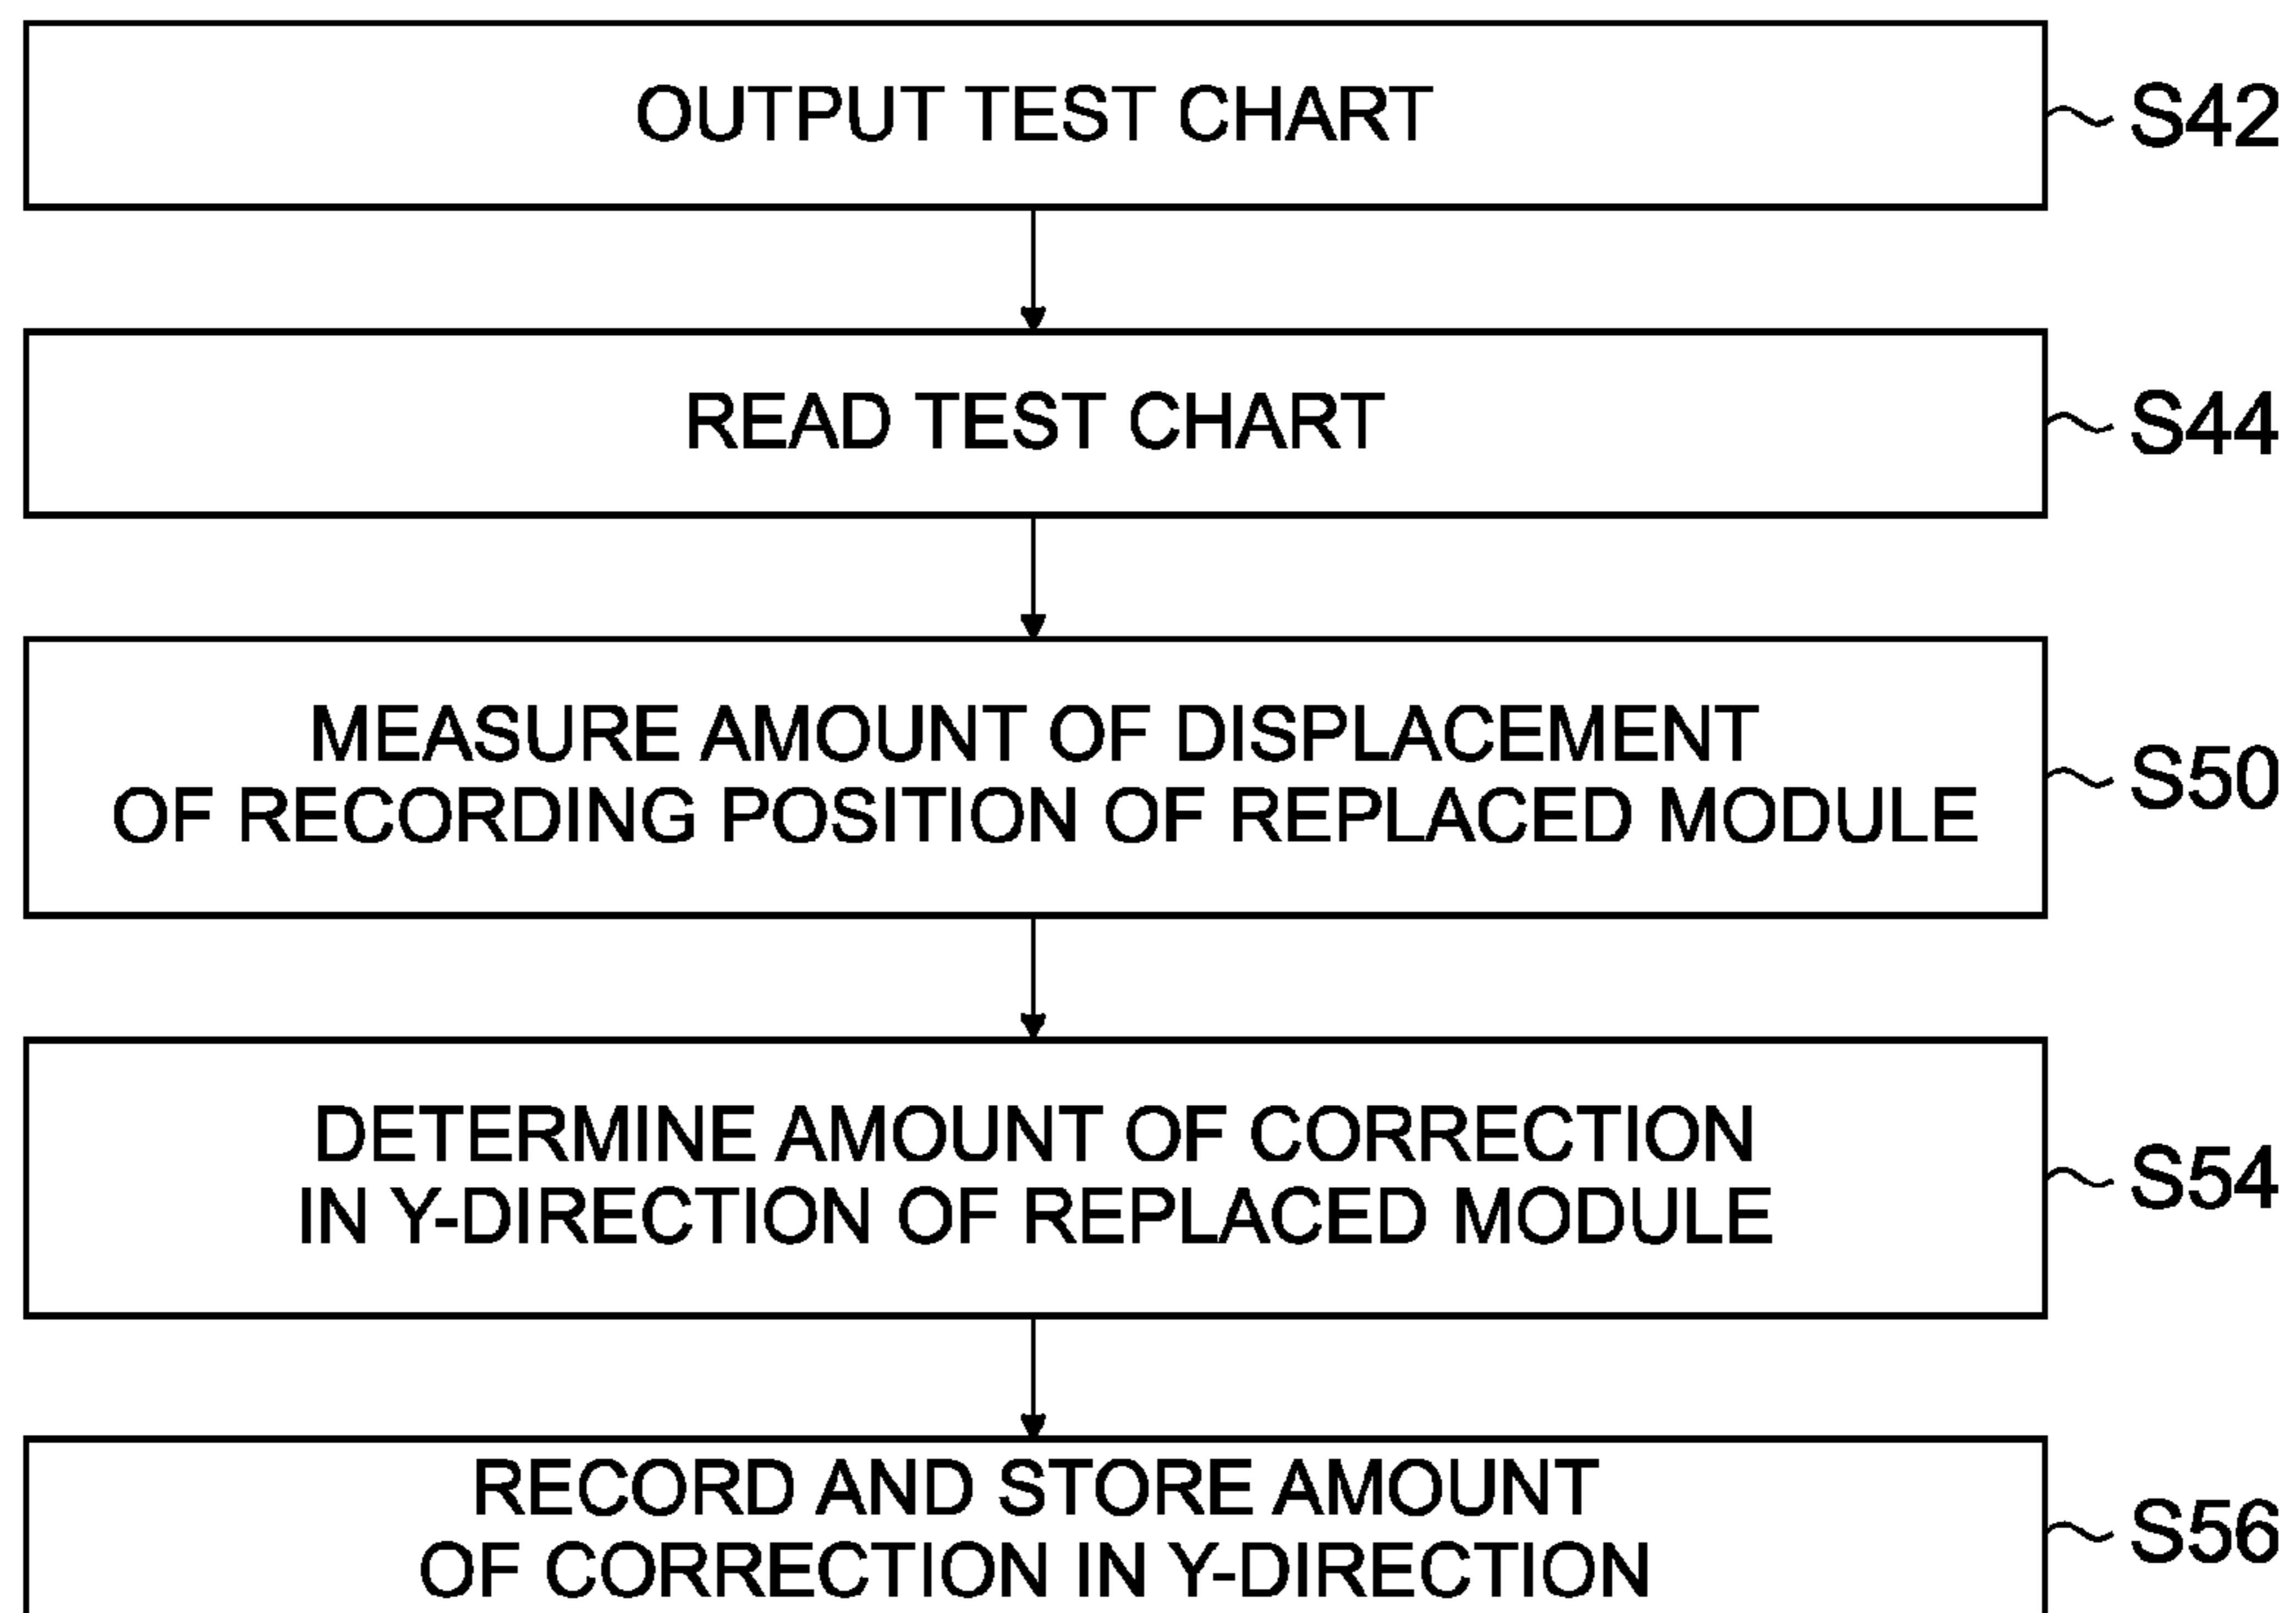 OUTPUT TEST CHART
S42
READ TEST CHART
S44
MEASURE AMOUNT OF DISPLACEMENT
OF RECORDING POSITION OF REPLACED MODULE
S50
DETERMINE AMOUNT OF CORRECTION
IN Y-DIRECTION OF REPLACED MODULE
S54
RECORD AND STORE AMOUNT
OF CORRECTION IN Y-DIRECTION
S56